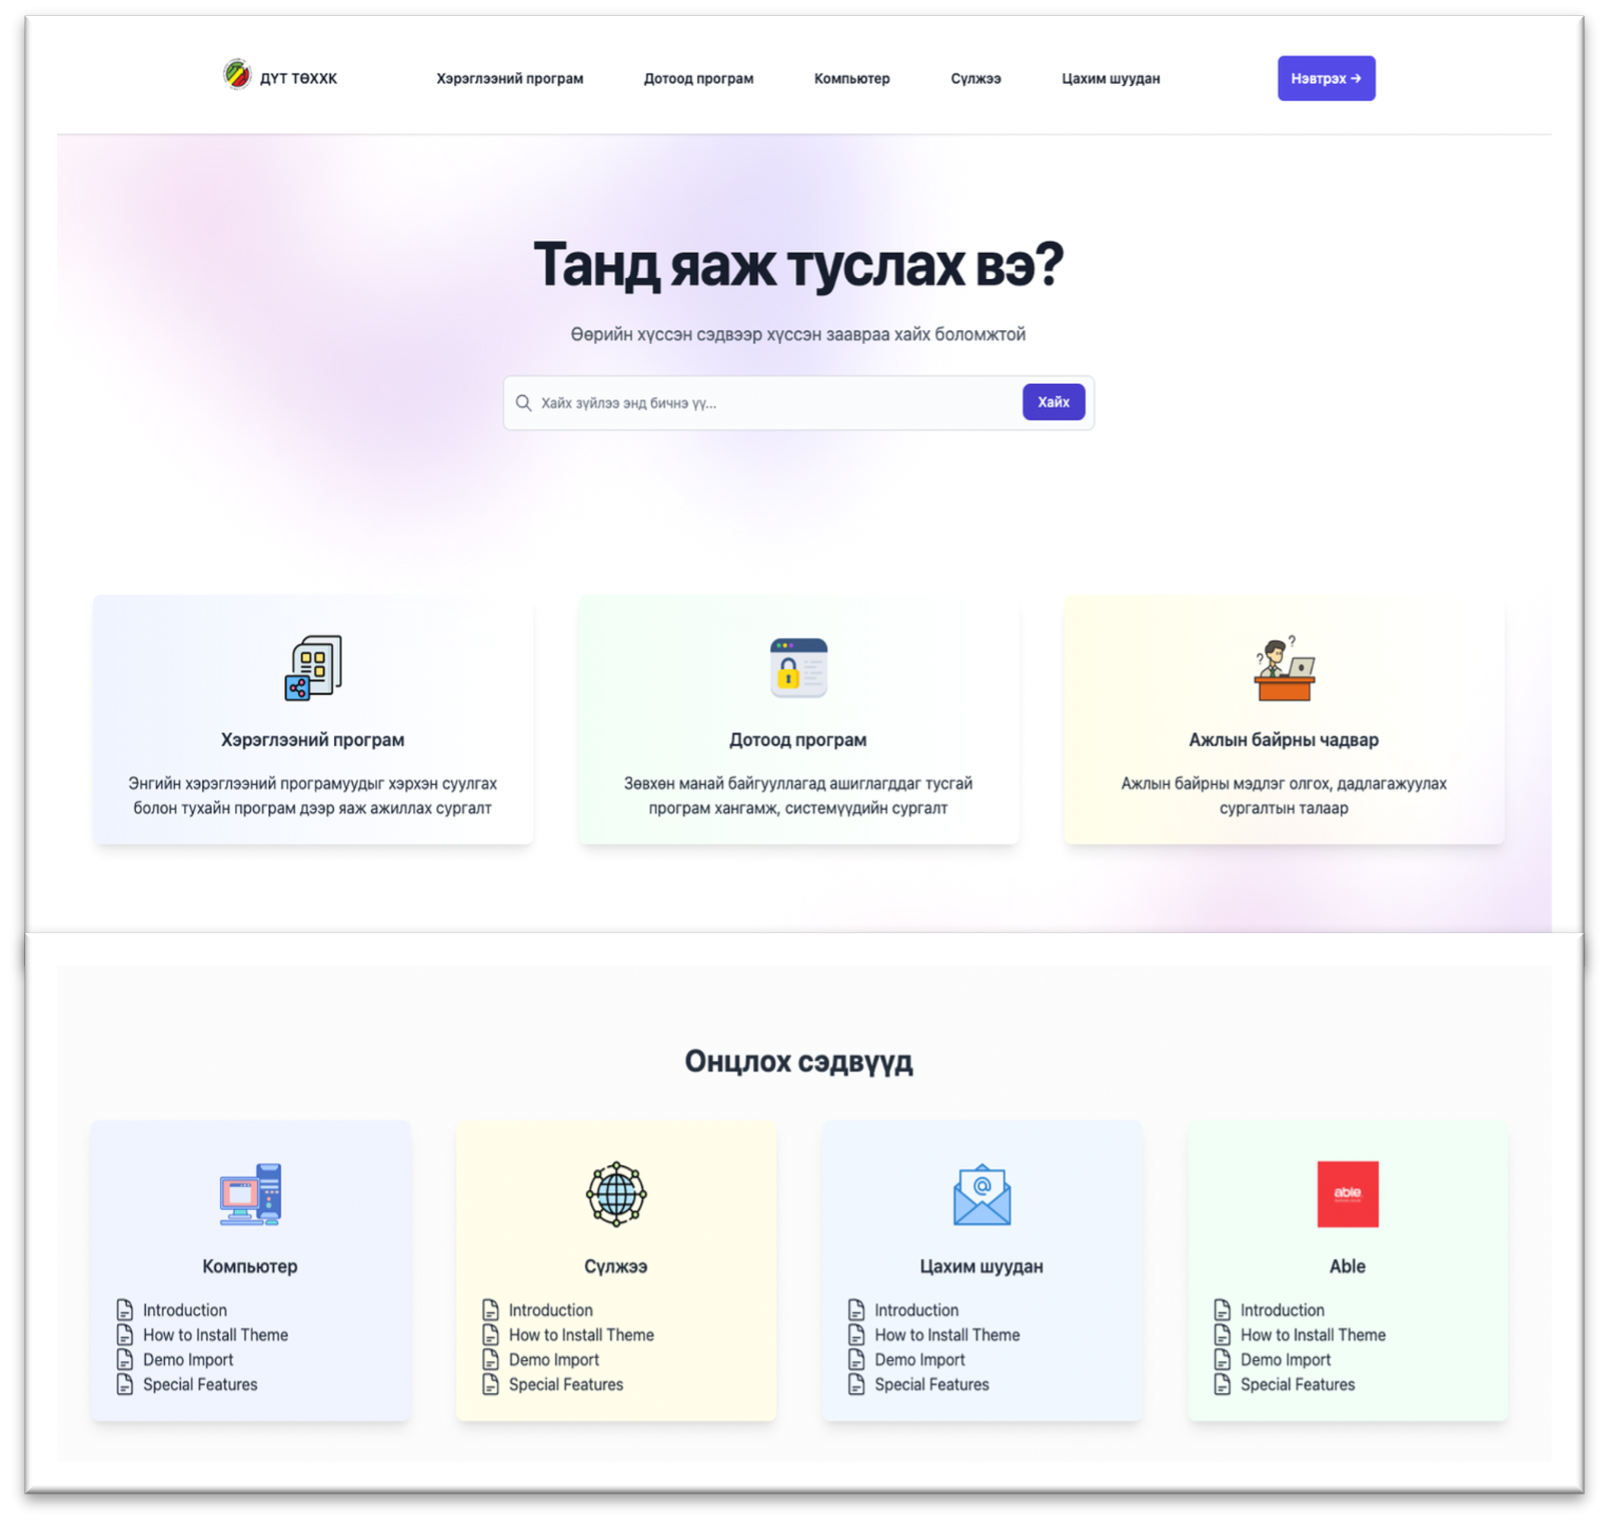 ДҮТ ТӨХХК
Хэрэглээний програм
Дотоод програм
Компьютер
Сүлжээ
Цахим шуудан
Нэвтрэх →
Танд яаж туслах вэ?
Өөрийн хүссэн сэдвээр хүссэн заавраа хайх боломжтой
Хайх зүйлээ энд бичнэ үү...
Хайх
Хэрэглээний програм
Энгийн хэрэглээний програмуудыг хэрхэн суулгах
болон тухайн програм дээр яаж ажиллах сургалт
Дотоод програм
Зөвхөн манай байгууллагад ашиглагддаг тусгай
програм хангамж, системүүдийн сургалт
Ажлын байрны чадвар
Ажлын байрны мэдлэг олгох, дадлагажуулах
сургалтын талаар
Онцлох сэдвүүд
Компьютер
Introduction
How to Install Theme
Demo Import
Special Features
Сүлжээ
Introduction
How to Install Theme
Demo Import
Special Features
Цахим шуудан
Introduction
How to Install Theme
Demo Import
Special Features
able
Able
Introduction
How to Install Theme
Demo Import
Special Features